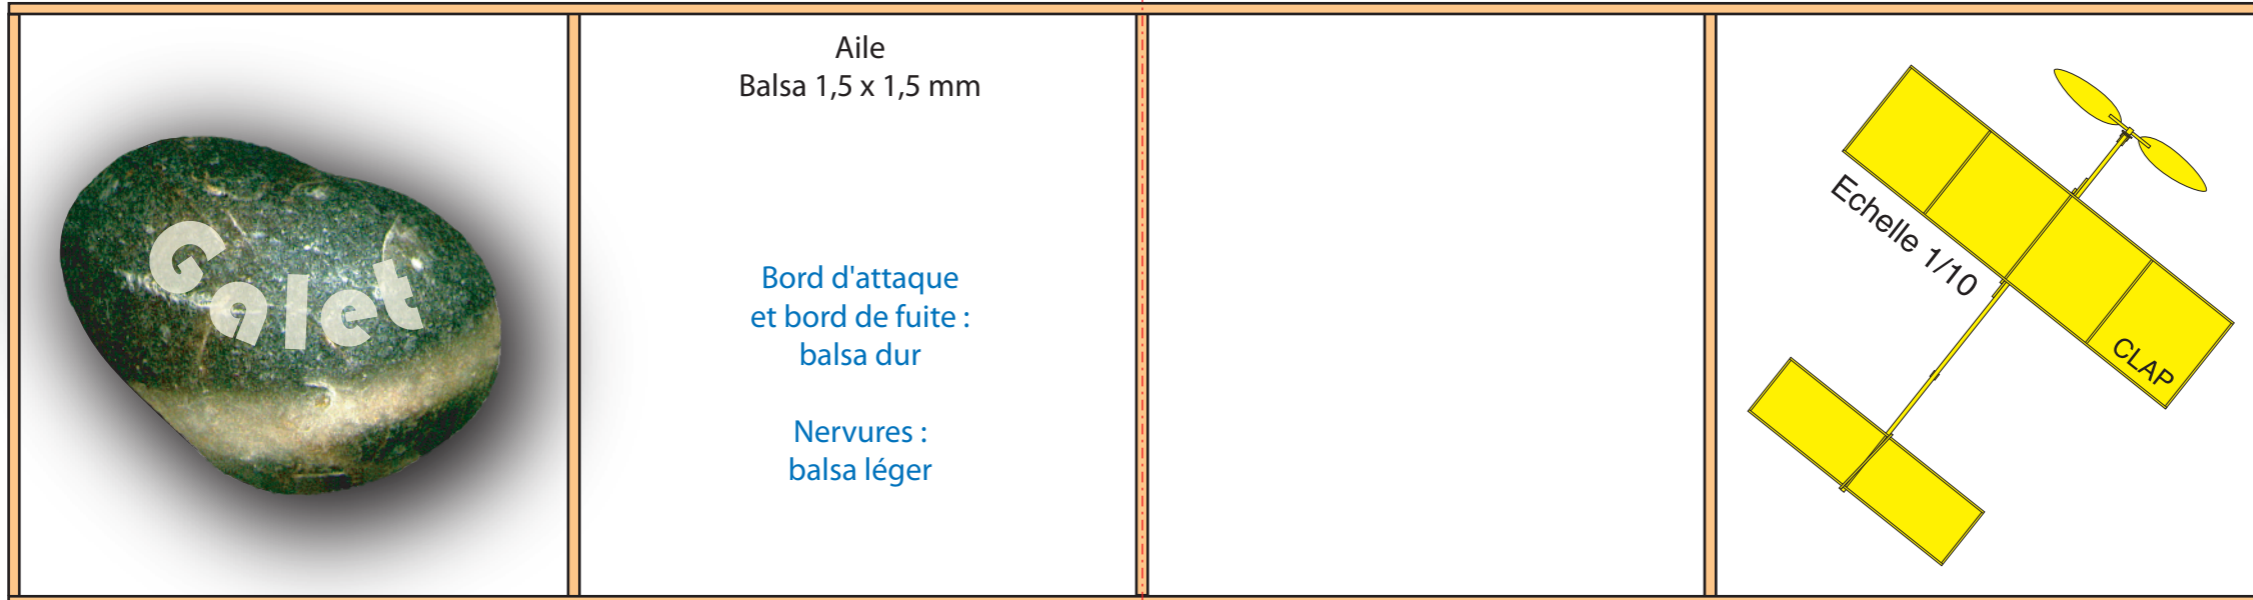 Galet
Aile
Balsa 1,5 x 1,5 mm
Bord d'attaque
et bord de fuite :
balsa dur
Nervures :
balsa léger
Echelle 1/10
CLAP